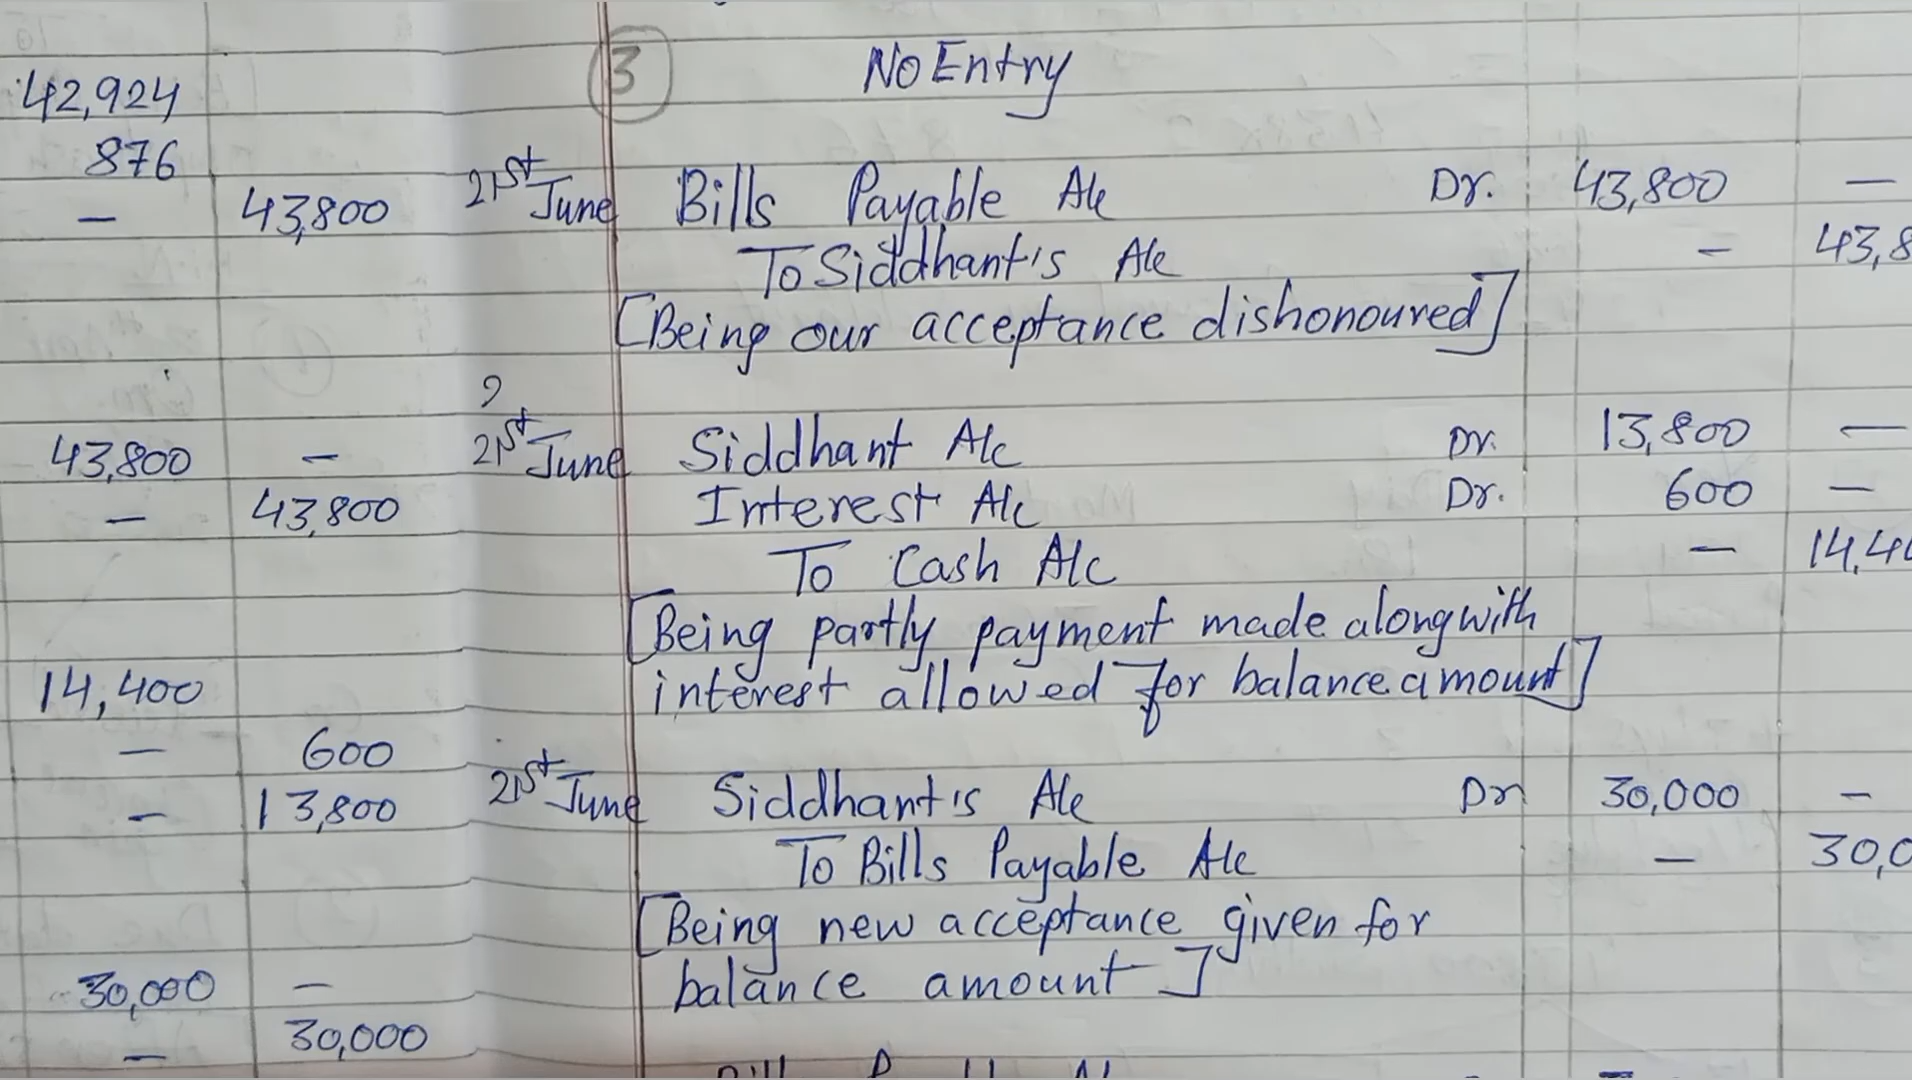 42,924
876
- 43,800
43,800 -
- 43,800
14,400
- 600
- 13,800
30,000 -
- 30,000
3 No Entry
21st June Bills Payable A/c Dr. 43,800 -
To Siddhant's A/c - 43,8
[Being our acceptance dishonoured]
2
21st June Siddhant A/c Dr. 13,800 -
Interest A/c Dr. 600 -
To Cash A/c - 14,40
[Being partly payment made alongwith
interest allowed for balance amount]
21st June Siddhant's A/c Dr 30,000 -
To Bills Payable A/c - 30,0
[Being new acceptance given for
balance amount]